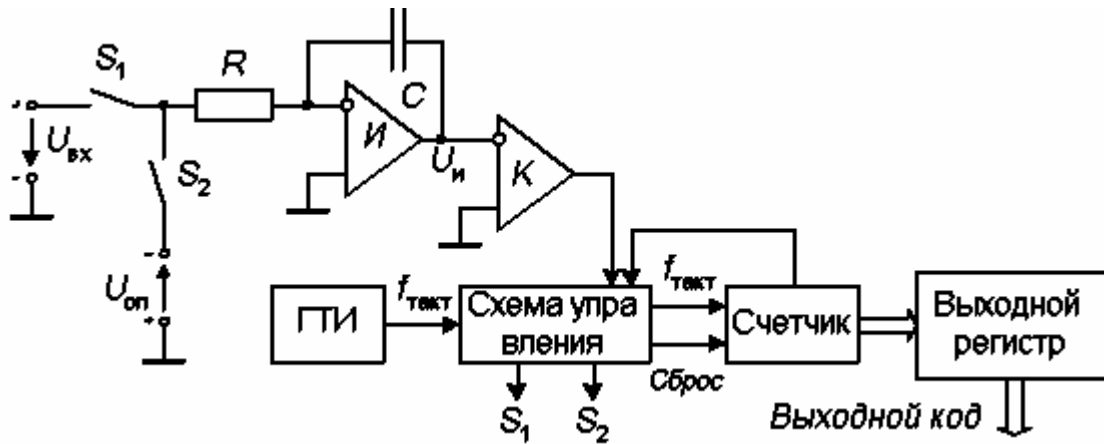 S₁
R
C
И
Uвх
S₂
Uи
K
Uоп
fтакт
fтакт
ГТИ
Схема упра
вления
Счетчик
Выходной
регистр
Сброс
S₁
S₂
Выходной код